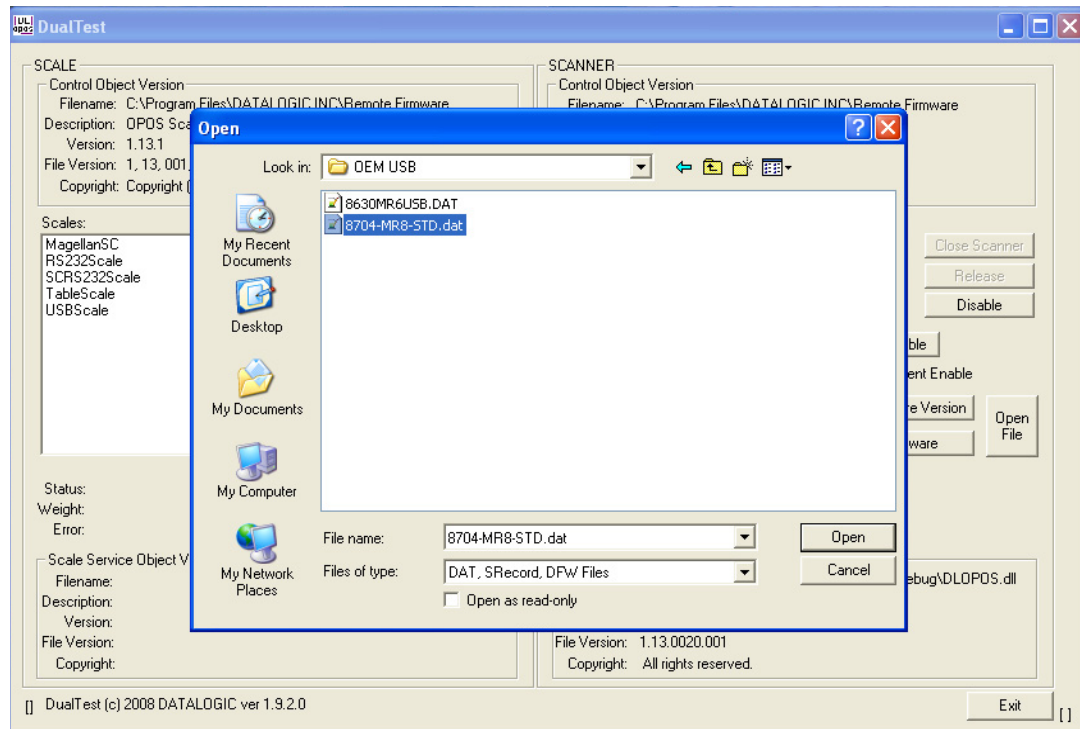 DualTest
SCALE
Control Object Version
Filename: C:\Program Files\DATALOGIC INC\Remote Firmware
Description: OPOS Sca
Version: 1.13.1
File Version: 1, 13, 001,
Copyright: Copyright (
Scales:
MagellanSC
RS232Scale
SCRS232Scale
TableScale
USBScale
Status:
Weight:
Error:
Scale Service Object V
Filename:
Description:
Version:
File Version:
Copyright:
SCANNER
Control Object Version
Filename: C:\Program Files\DATALOGIC INC\Remote Firmware
Close Scanner
Release
Disable
ble
ent Enable
re Version
ware
Open
File
ebug\DLOPOS.dll
File Version: 1.13.0020.001
Copyright: All rights reserved.
Open
Look in: OEM USB
8630MR6USB.DAT
8704-MR8-STD.dat
My Recent
Documents
Desktop
My Documents
My Computer
My Network
Places
File name: 8704-MR8-STD.dat
Open
Files of type: DAT, SRecord, DFW Files
Cancel
Open as read-only
[] DualTest (c) 2008 DATALOGIC ver 1.9.2.0
Exit
[ ]